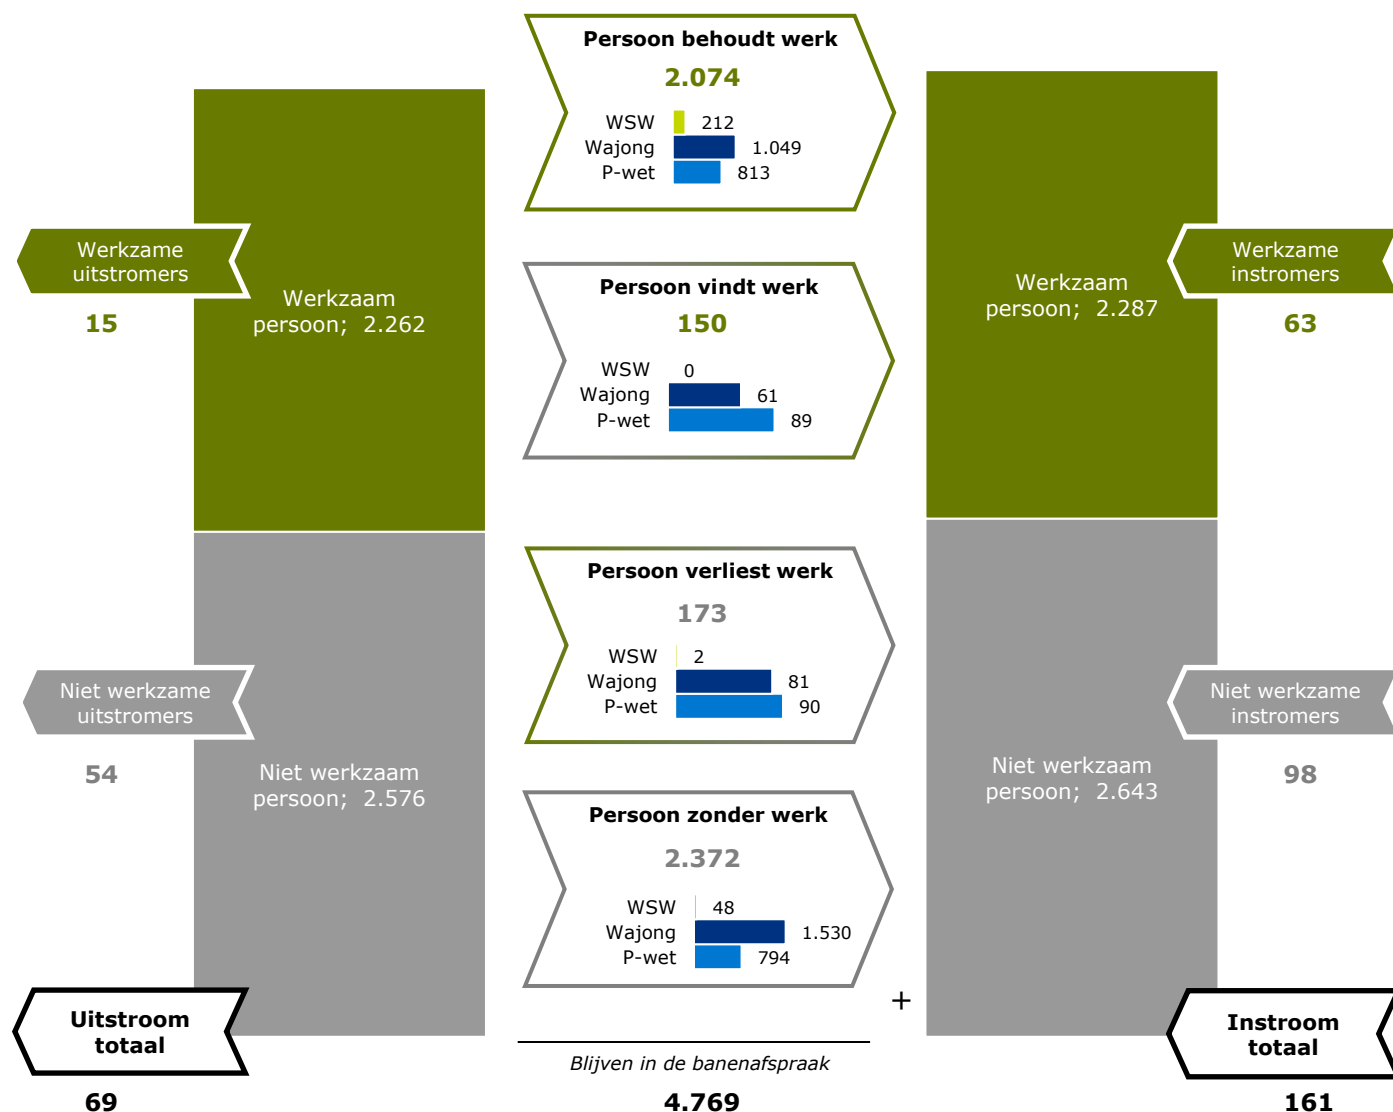 Persoon behoudt werk
2.074
WSW 212
Wajong 1.049
P-wet 813
Werkzame
uitstromers
15
Werkzaam
persoon; 2.262
Persoon vindt werk
150
WSW 0
Wajong 61
P-wet 89
Werkzaam
persoon; 2.287
Werkzame
instromers
63
Persoon verliest werk
173
WSW 2
Wajong 81
P-wet 90
Niet werkzame
uitstromers
54
Niet werkzaam
persoon; 2.576
Persoon zonder werk
2.372
WSW 48
Wajong 1.530
P-wet 794
Niet werkzaam
persoon; 2.643
Niet werkzame
instromers
98
Uitstroom
totaal
69
+
Blijven in de banenafspraak
4.769
Instroom
totaal
161